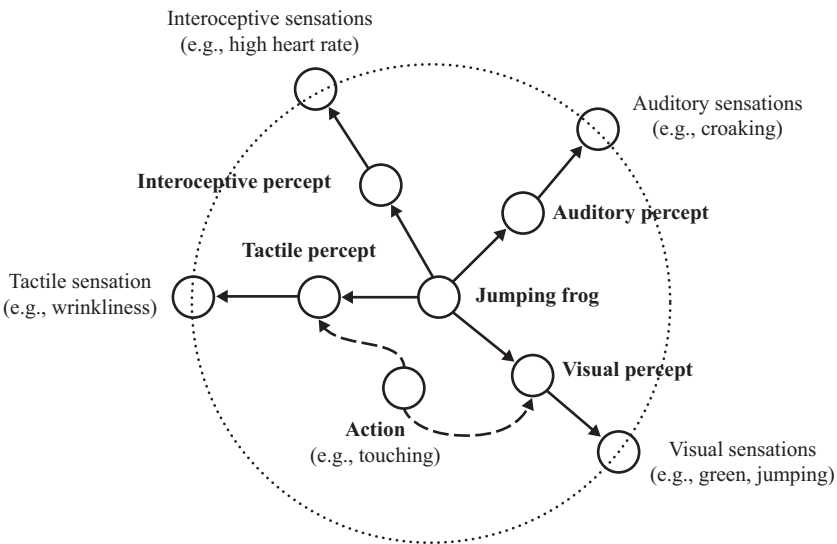 Interoceptive sensations
(e.g., high heart rate)
Auditory sensations
(e.g., croaking)
Interoceptive percept
Auditory percept
Tactile percept
Tactile sensation
(e.g., wrinkliness)
Jumping frog
Visual percept
Action
(e.g., touching)
Visual sensations
(e.g., green, jumping)